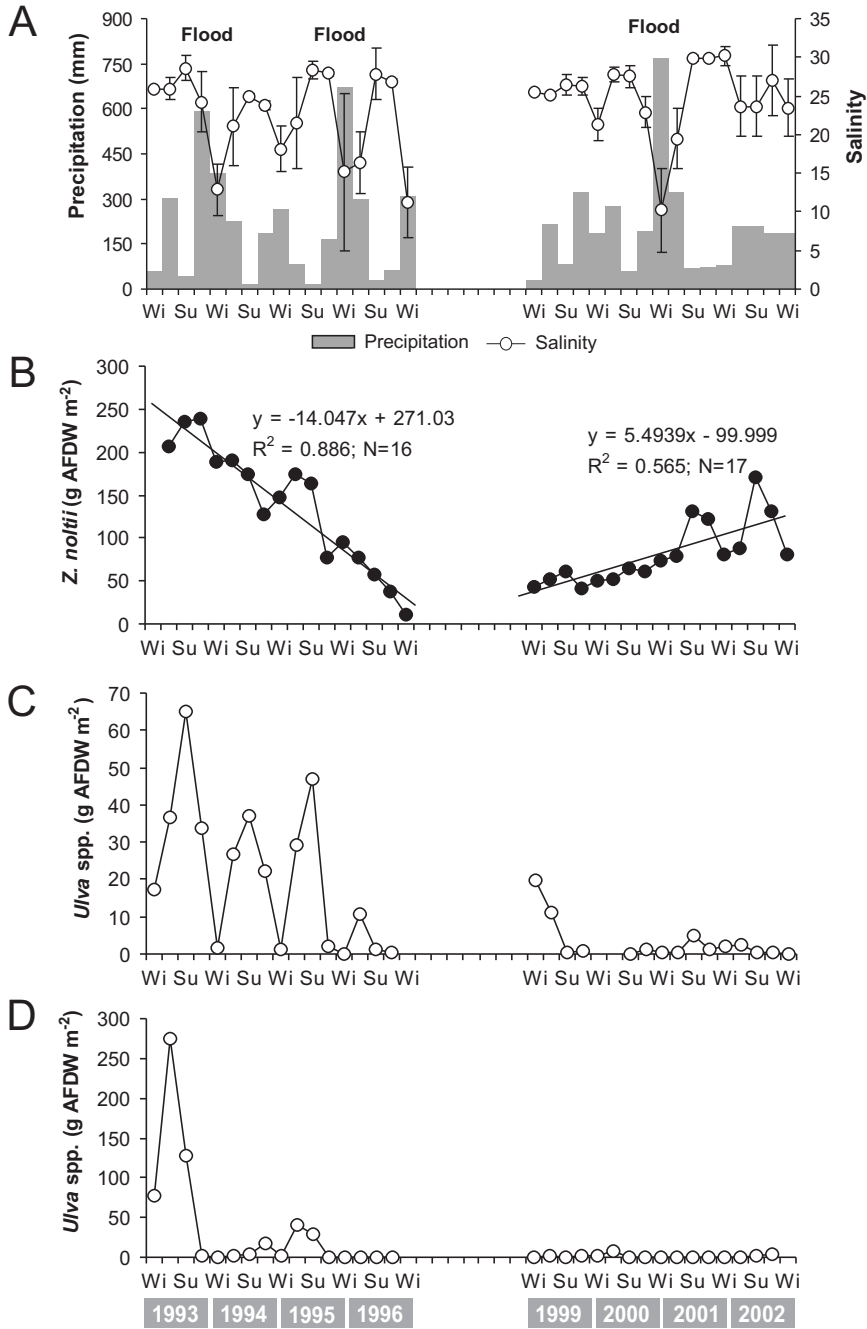 A
Flood Flood Flood
Precipitation (mm)
900
750
600
450
300
150
0
Salinity
35
30
25
20
15
10
5
0
Wi Su Wi Su Wi Su Wi Su Wi Wi Su Wi Su Wi Su Wi Su Wi
Precipitation Salinity
B
Z. noltii (g AFDW m-2)
300
250
200
150
100
50
0
y = -14.047x + 271.03
R2 = 0.886; N=16
y = 5.4939x - 99.999
R2 = 0.565; N=17
Wi Su Wi Su Wi Su Wi Su Wi Wi Su Wi Su Wi Su Wi Su Wi
C
Ulva spp. (g AFDW m-2)
70
60
50
40
30
20
10
0
Wi Su Wi Su Wi Su Wi Su Wi Wi Su Wi Su Wi Su Wi Su Wi
D
Ulva spp. (g AFDW m-2)
300
250
200
150
100
50
0
Wi Su Wi Su Wi Su Wi Su Wi Wi Su Wi Su Wi Su Wi Su Wi
1993 1994 1995 1996 1999 2000 2001 2002